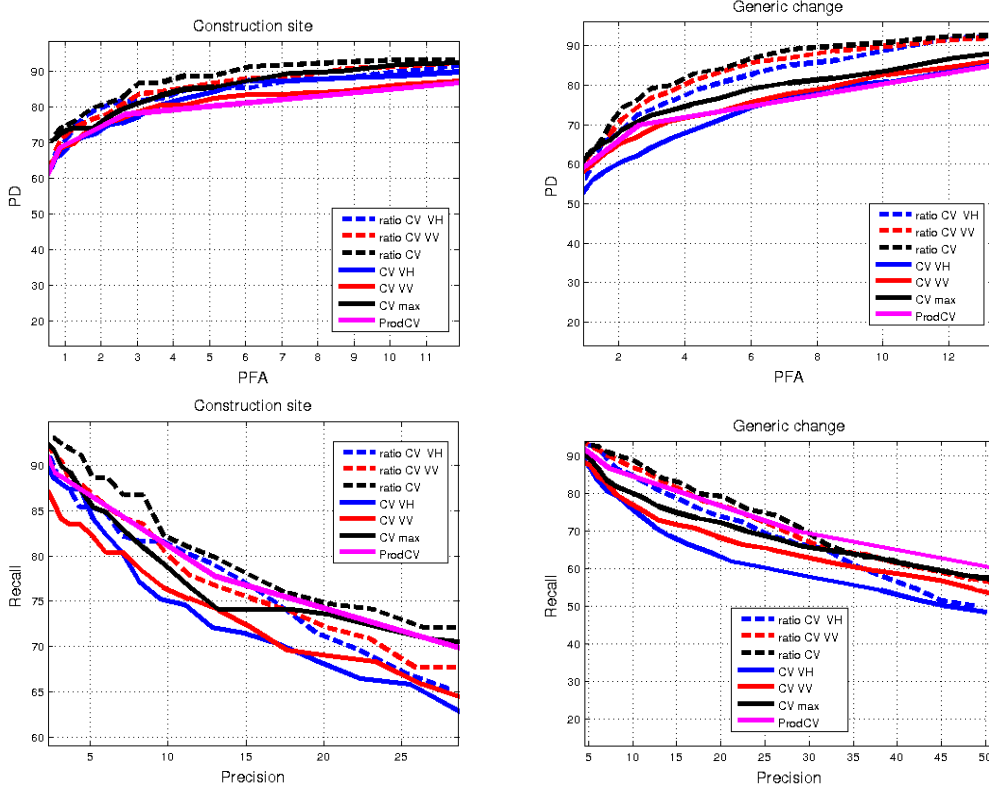 Construction site
90
80
70
60
50
40
30
20
PD
1 2 3 4 5 6 7 8 9 10 11
PFA
ratio CV VH
ratio CV VV
ratio CV
CV VH
CV VV
CV max
ProdCV
Generic change
90
80
70
60
50
40
30
20
PD
2 4 6 8 10 12
PFA
ratio CV VH
ratio CV VV
ratio CV
CV VH
CV VV
CV max
ProdCV
Construction site
90
85
80
75
70
65
60
Recall
5 10 15 20 25
Precision
ratio CV VH
ratio CV VV
ratio CV
CV VH
CV VV
CV max
ProdCV
Generic change
90
80
70
60
50
40
30
20
Recall
5 10 15 20 25 30 35 40 45 50
Precision
ratio CV VH
ratio CV VV
ratio CV
CV VH
CV VV
CV max
ProdCV